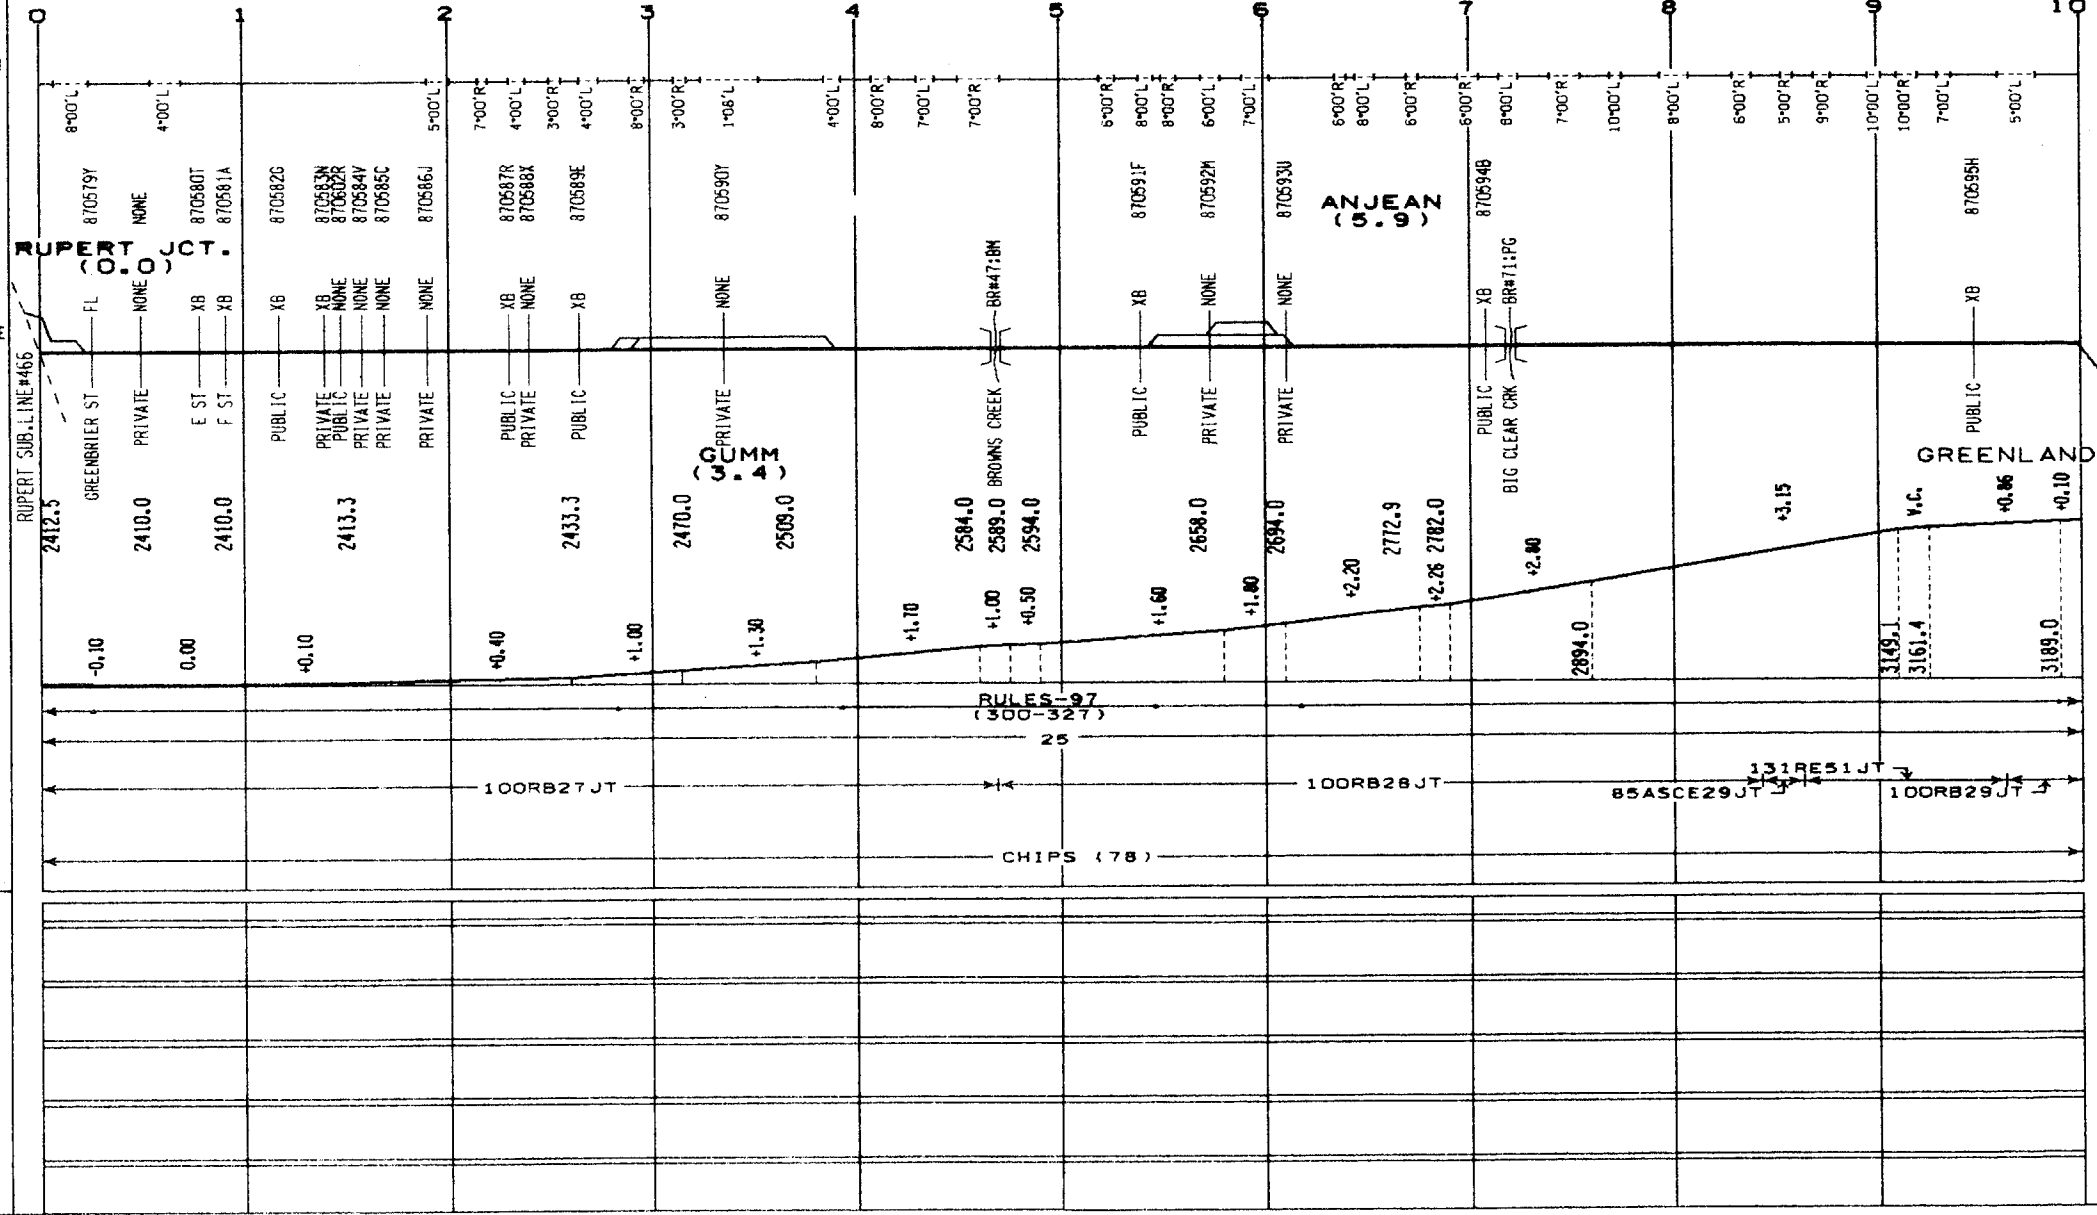 0 1 2 3 4 5 6 7 8 9 10
8°00'L 4°00'L 5°00'L 7°00'R 4°00'L 3°00'R 4°00'L 8°00'R 3°00'R 1°08'L 4°00'L 8°00'R 7°00'L 7°00'R 6°00'R 8°00'L 8°00'R 6°00'L 7°00'L 6°00'R 8°00'L 6°00'R 6°00'R 8°00'L 7°00'R 10°00'L 8°00'L 6°00'R 5°00'R 9°00'R 10°00'L 10°00'R 7°00'L 5°00'L
870579Y NONE 870580T 870581A 870582G 870583N 870602R 870584V 870585C 870586J 870587R 870588X 870589E 870590Y 870591F 870592M 870593U 870594B 870595H
RUPERT JCT.
(0.0)
ANJEAN
(5.9)
FL NONE XB XB XB XB NONE NONE NONE NONE XB NONE XB NONE BR#47:BM XB NONE NONE XB BR#71:PG XB
RUPERT SUB.LINE#466
GREENBRIER ST PRIVATE E ST F ST PUBLIC PRIVATE PUBLIC PRIVATE PRIVATE PRIVATE PUBLIC PRIVATE PUBLIC PRIVATE BROWNS CREEK PUBLIC PRIVATE PRIVATE PUBLIC BIG CLEAR CRK PUBLIC
GUMM
(3.4)
GREENLAND
2412.5 2410.0 2410.0 2413.3 2433.3 2470.0 2509.0 2584.0 2589.0 2594.0 2658.0 2694.0 2772.9 2782.0 2894.0 3149.1 3161.4 3189.0
-0.10 0.00 +0.10 +0.40 +1.00 +1.30 +1.70 +1.00 +0.50 +1.60 +1.80 +2.20 +2.26 +2.80 +3.15 V.C. +0.86 +0.10
RULES-97
(300-327)
25
100RB27JT 100RB28JT 85ASCE29JT 131RE51JT 100RB29JT
CHIPS (78)